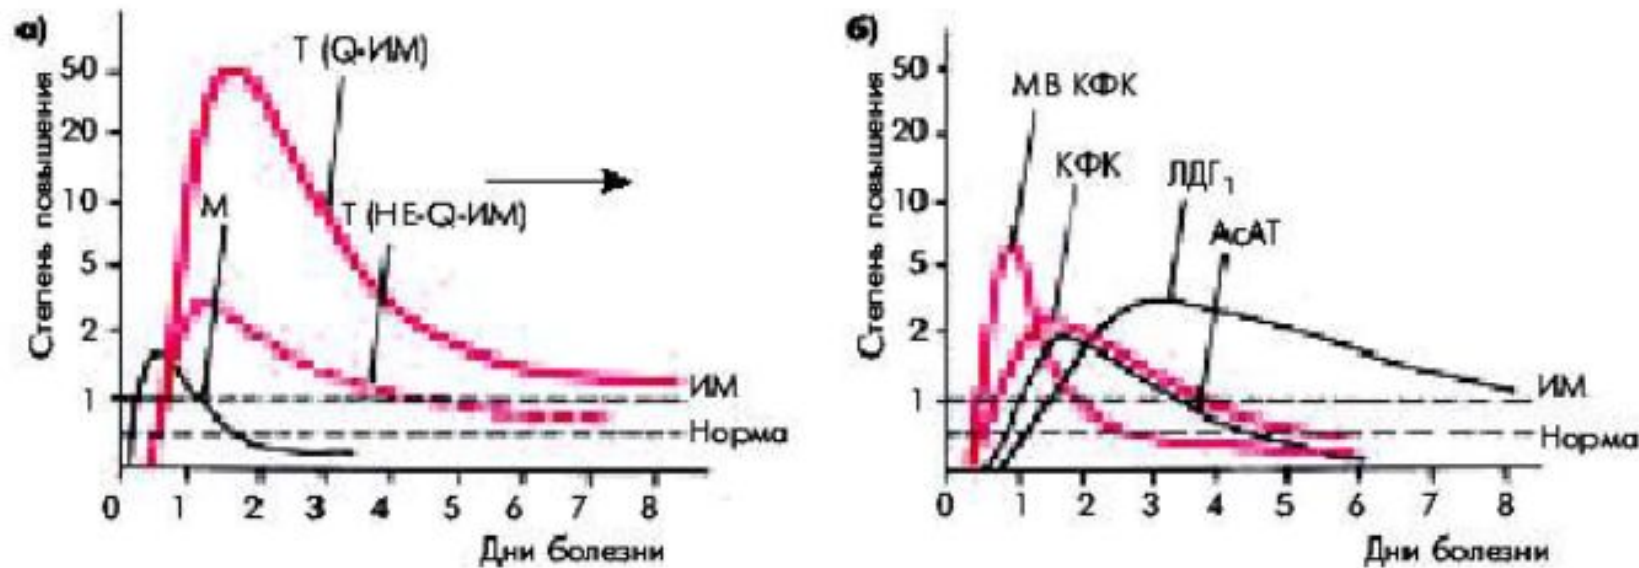 а)
Степень повышения
50
20
10
5
2
1
Т (Q-ИМ)
М
Т (НЕ-Q-ИМ)
ИМ
Норма
0 1 2 3 4 5 6 7 8
Дни болезни
б)
Степень повышения
50
20
10
5
2
1
МВ КФК
КФК
ЛДГ1
АсАТ
ИМ
Норма
0 1 2 3 4 5 6 7 8
Дни болезни